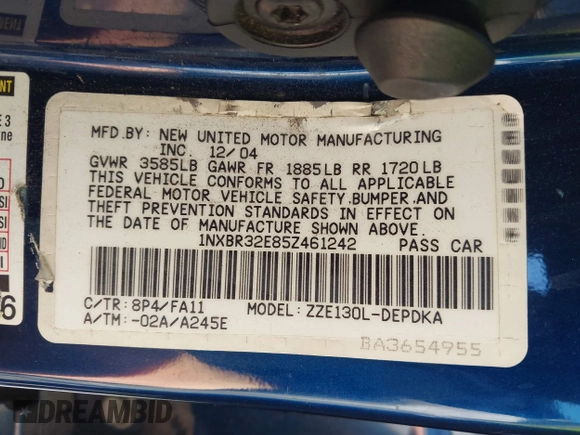 MFD.BY: NEW UNITED MOTOR MANUFACTURING
INC. 12/04
GVWR 3585LB GAWR FR 1885LB RR 1720LB
THIS VEHICLE CONFORMS TO ALL APPLICABLE
FEDERAL MOTOR VEHICLE SAFETY,BUMPER,AND
THEFT PREVENTION STANDARDS IN EFFECT ON
THE DATE OF MANUFACTURE SHOWN ABOVE.
1NXBR32E85Z461242 PASS CAR
C/TR: 8P4/FA11 MODEL: ZZE130L-DEPDKA
A/TM: -02A/A245E
BA3654955
DREAMBID